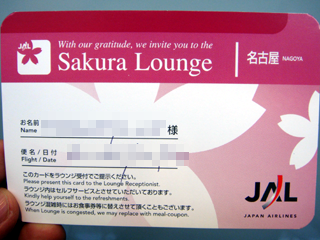 JAL
With our gratitude, we invite you to the
Sakura Lounge
名古屋 NAGOYA
お名前
Name
様
便名/日付
Flight / Date
このカードをラウンジ受付でご提示ください。
Please present this card to the Lounge Receptionist.
ラウンジ内はセルフサービスとさせていただいております。
Kindly help yourself to the refreshments.
ラウンジ混雑時にはお食事券等に替えさせて頂くこともございます。
When Lounge is congested, we may replace with meal-coupon.
JAL
JAPAN AIRLINES